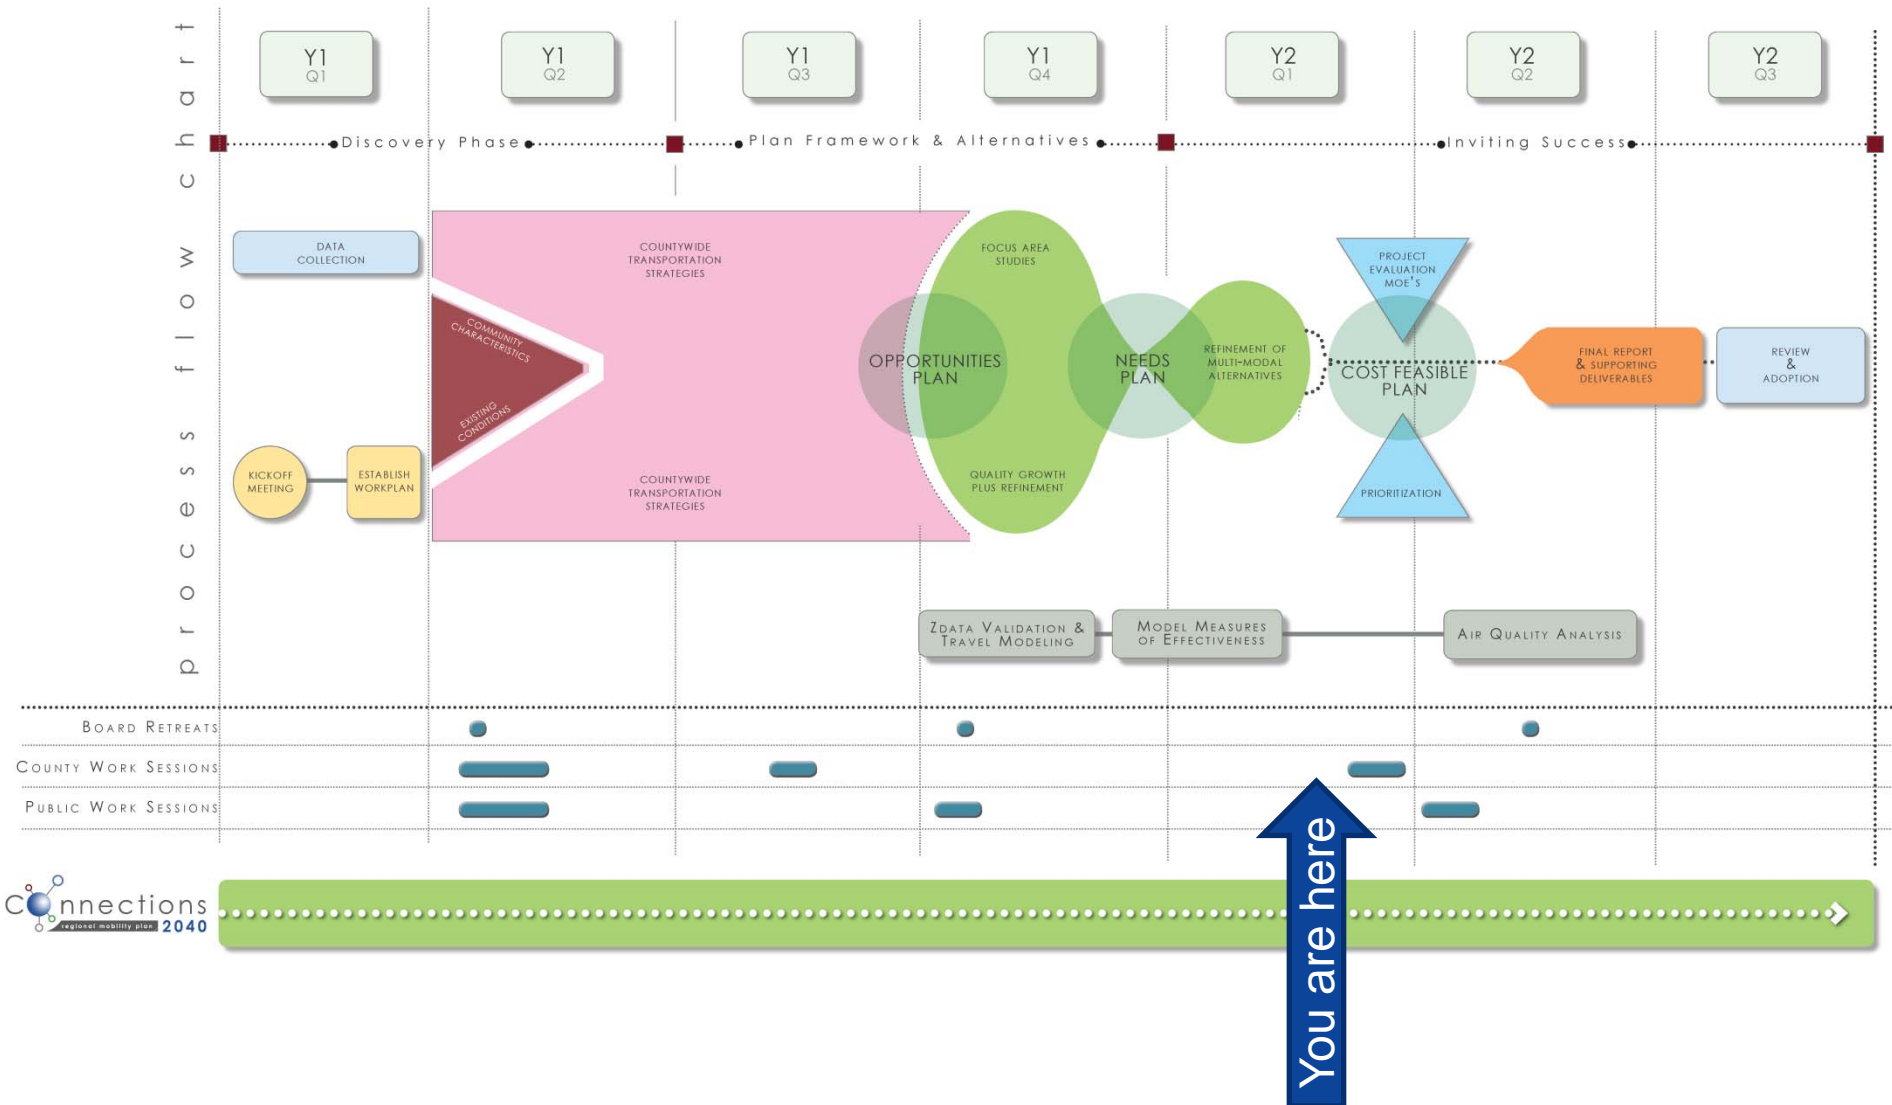 process flow chart
Y1
Q1
Y1
Q2
Y1
Q3
Y1
Q4
Y2
Q1
Y2
Q2
Y2
Q3
Discovery Phase
Plan Framework & Alternatives
Inviting Success
DATA
COLLECTION
KICKOFF
MEETING
ESTABLISH
WORKPLAN
COMMUNITY
CHARACTERISTICS
EXISTING
CONDITIONS
COUNTYWIDE
TRANSPORTATION
STRATEGIES
COUNTYWIDE
TRANSPORTATION
STRATEGIES
OPPORTUNITIES
PLAN
FOCUS AREA
STUDIES
QUALITY GROWTH
PLUS REFINEMENT
NEEDS
PLAN
REFINEMENT OF
MULTI-MODAL
ALTERNATIVES
PROJECT
EVALUATION
MOE'S
COST FEASIBLE
PLAN
PRIORITIZATION
FINAL REPORT
& SUPPORTING
DELIVERABLES
REVIEW
&
ADOPTION
ZDATA VALIDATION &
TRAVEL MODELING
MODEL MEASURES
OF EFFECTIVENESS
AIR QUALITY ANALYSIS
BOARD RETREATS
COUNTY WORK SESSIONS
PUBLIC WORK SESSIONS
Connections
regional mobility plan 2040
You are here